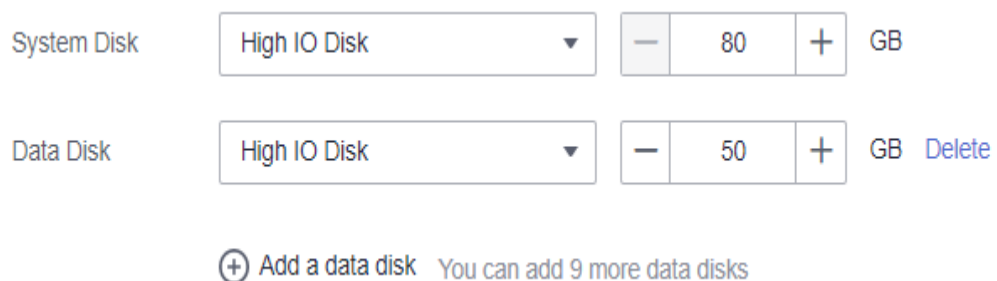 System Disk High IO Disk − 80 + GB
Data Disk High IO Disk − 50 + GB Delete
Add a data disk You can add 9 more data disks